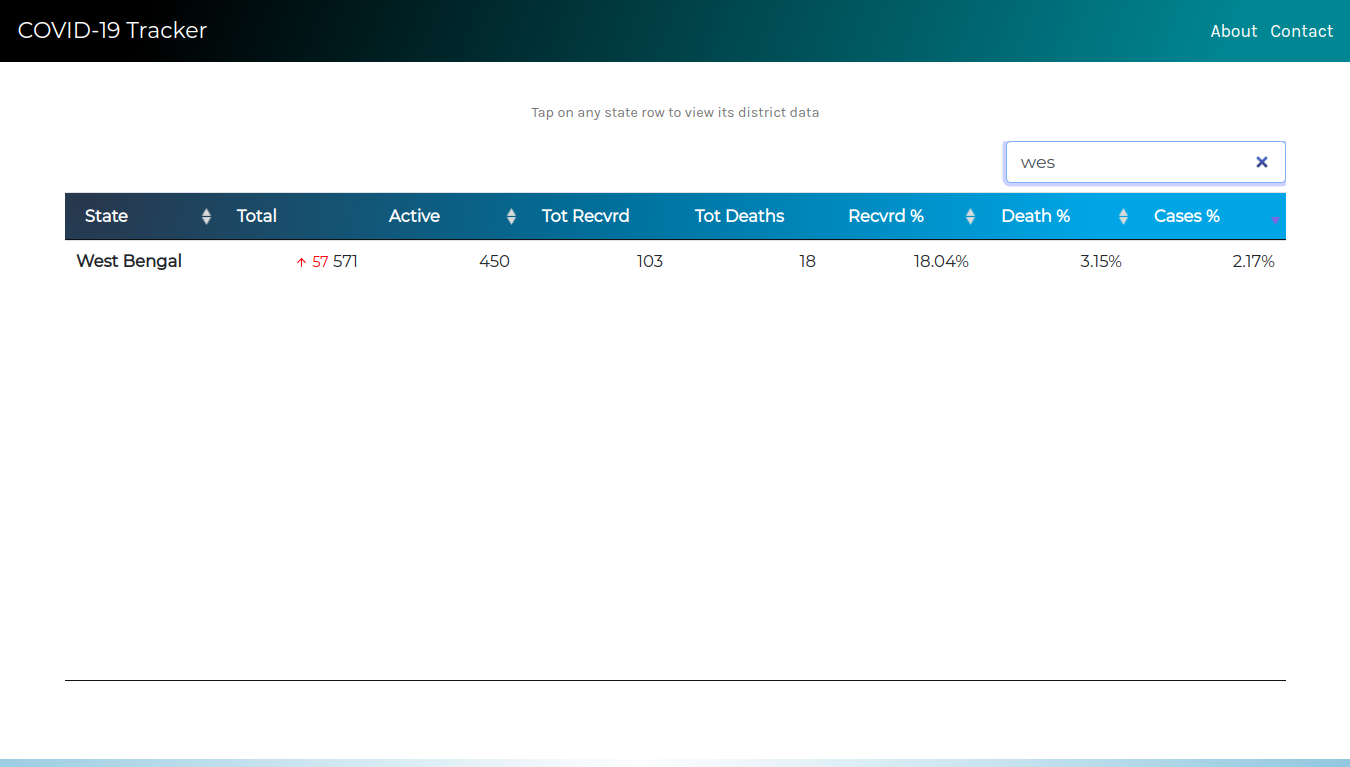 COVID-19 Tracker About Contact
Tap on any state row to view its district data
wes
State Total Active Tot Recvrd Tot Deaths Recvrd % Death % Cases %
West Bengal ↑ 57 571 450 103 18 18.04% 3.15% 2.17%